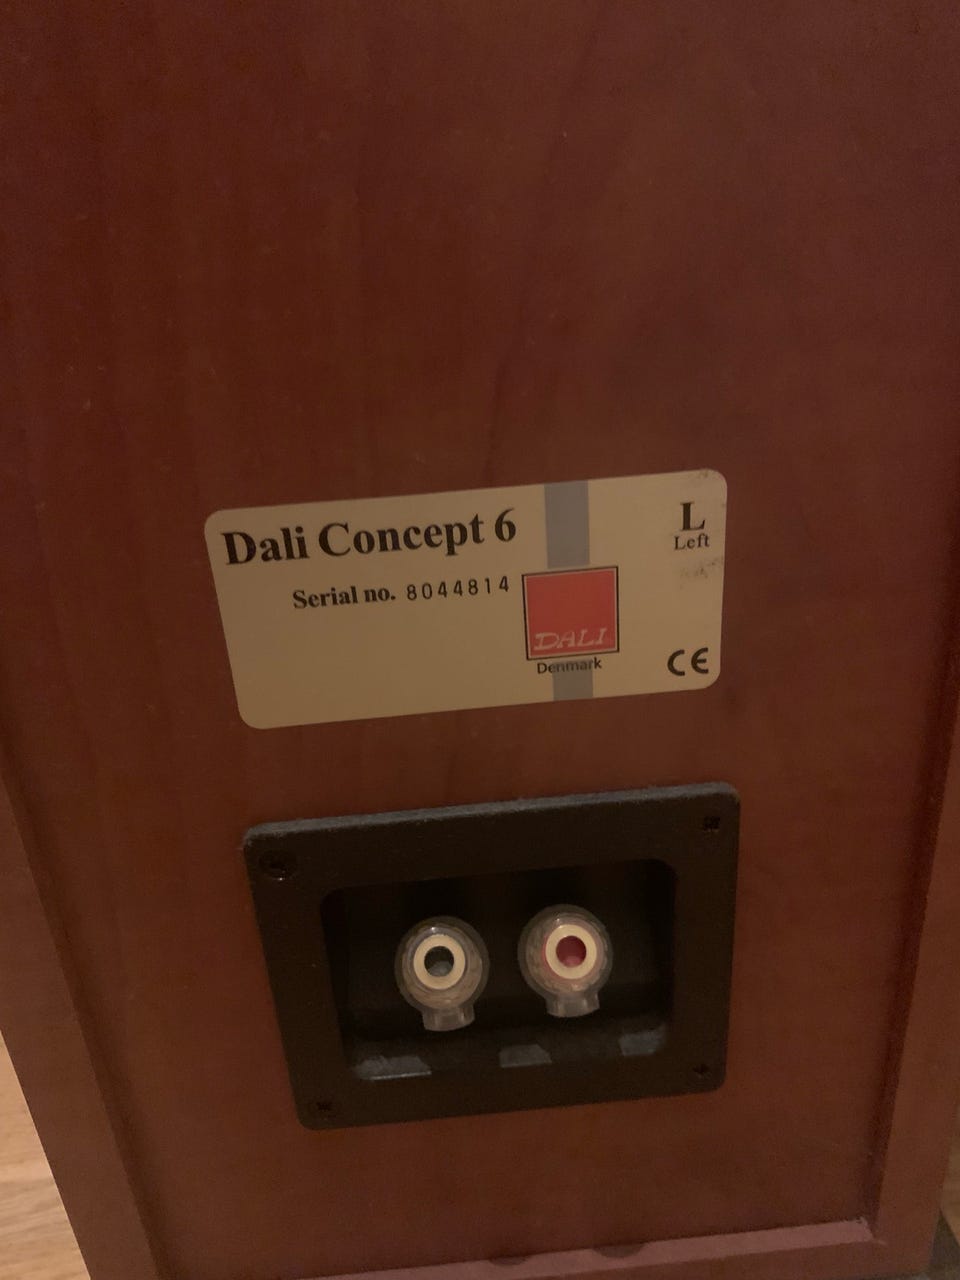 Dali Concept 6
L
Left
Serial no. 8044814
DALI
Denmark
CE